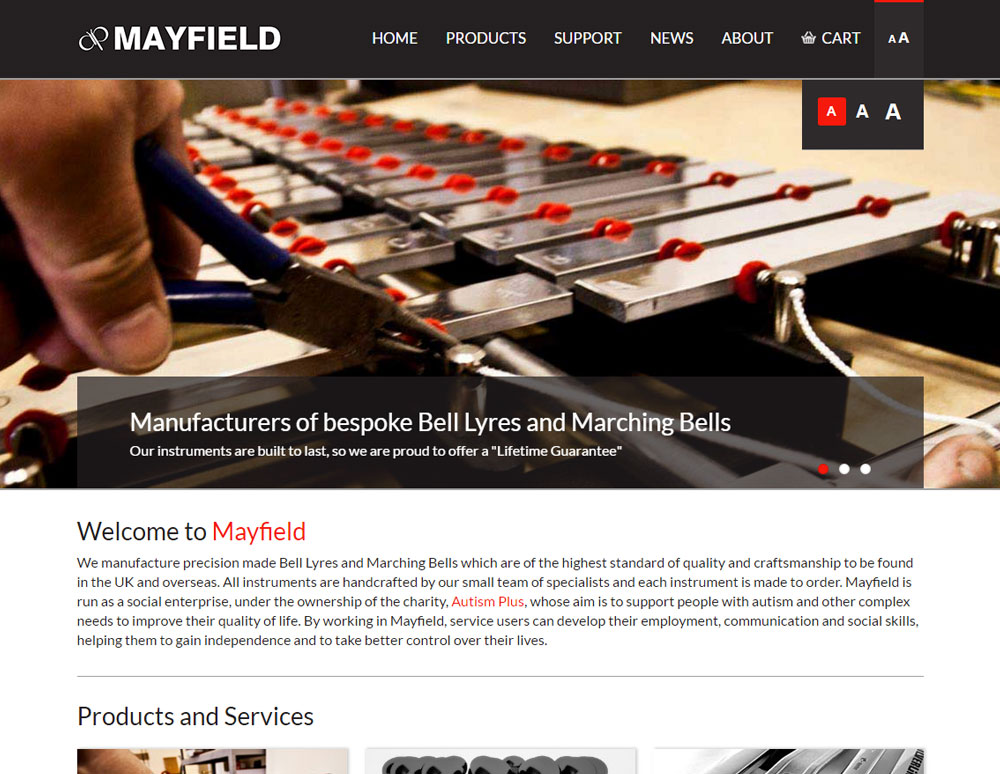 MAYFIELD
HOME PRODUCTS SUPPORT NEWS ABOUT CART A A
A A A
Manufacturers of bespoke Bell Lyres and Marching Bells
Our instruments are built to last, so we are proud to offer a "Lifetime Guarantee"
Welcome to Mayfield
We manufacture precision made Bell Lyres and Marching Bells which are of the highest standard of quality and craftsmanship to be found
in the UK and overseas. All instruments are handcrafted by our small team of specialists and each instrument is made to order. Mayfield is
run as a social enterprise, under the ownership of the charity, Autism Plus, whose aim is to support people with autism and other complex
needs to improve their quality of life. By working in Mayfield, service users can develop their employment, communication and social skills,
helping them to gain independence and to take better control over their lives.
Products and Services